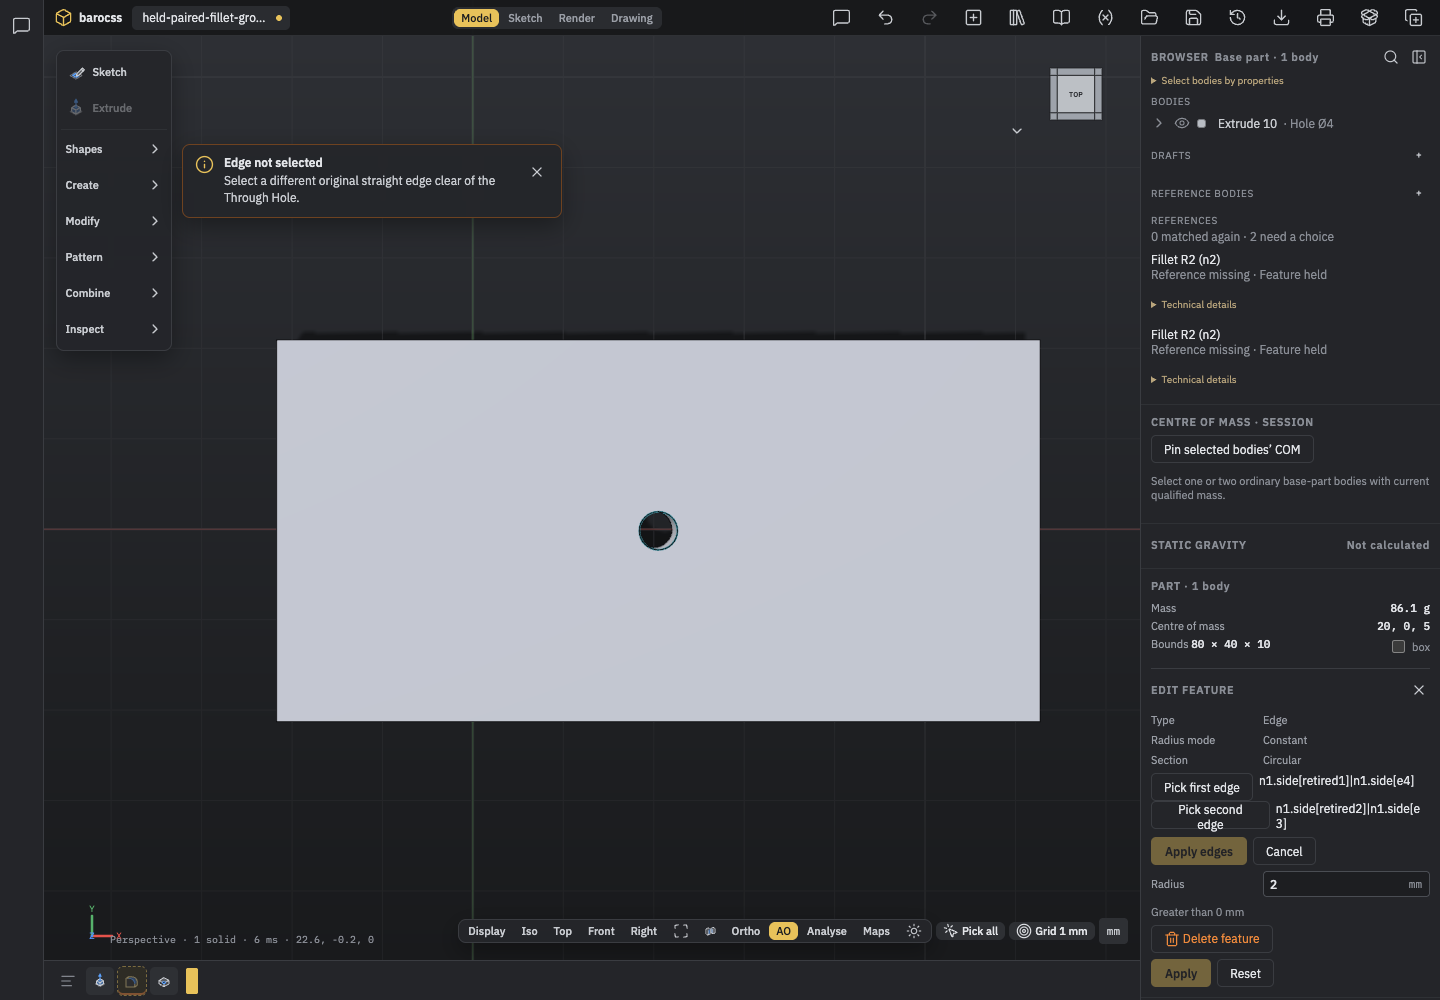 barocss
held-paired-fillet-gro...
Model
Sketch
Render
Drawing
Sketch
Extrude
Shapes
Create
Modify
Pattern
Combine
Inspect
Edge not selected
Select a different original straight edge clear of the
Through Hole.
TOP
BROWSER Base part · 1 body
Select bodies by properties
BODIES
Extrude 10 · Hole Ø4
DRAFTS
REFERENCE BODIES
REFERENCES
0 matched again · 2 need a choice
Fillet R2 (n2)
Reference missing · Feature held
Technical details
Fillet R2 (n2)
Reference missing · Feature held
Technical details
CENTRE OF MASS · SESSION
Pin selected bodies’ COM
Select one or two ordinary base-part bodies with current
qualified mass.
STATIC GRAVITY Not calculated
PART · 1 body
Mass 86.1 g
Centre of mass 20, 0, 5
Bounds 80 × 40 × 10 box
EDIT FEATURE
Type Edge
Radius mode Constant
Section Circular
Pick first edge n1.side[retired1]|n1.side[e4]
Pick second
edge
n1.side[retired2]|n1.side[e
3]
Apply edges Cancel
Radius 2 mm
Greater than 0 mm
Delete feature
Apply Reset
Y
X
Z
Perspective · 1 solid · 6 ms · 22.6, -0.2, 0
Display Iso Top Front Right Ortho AO Analyse Maps Pick all Grid 1 mm mm